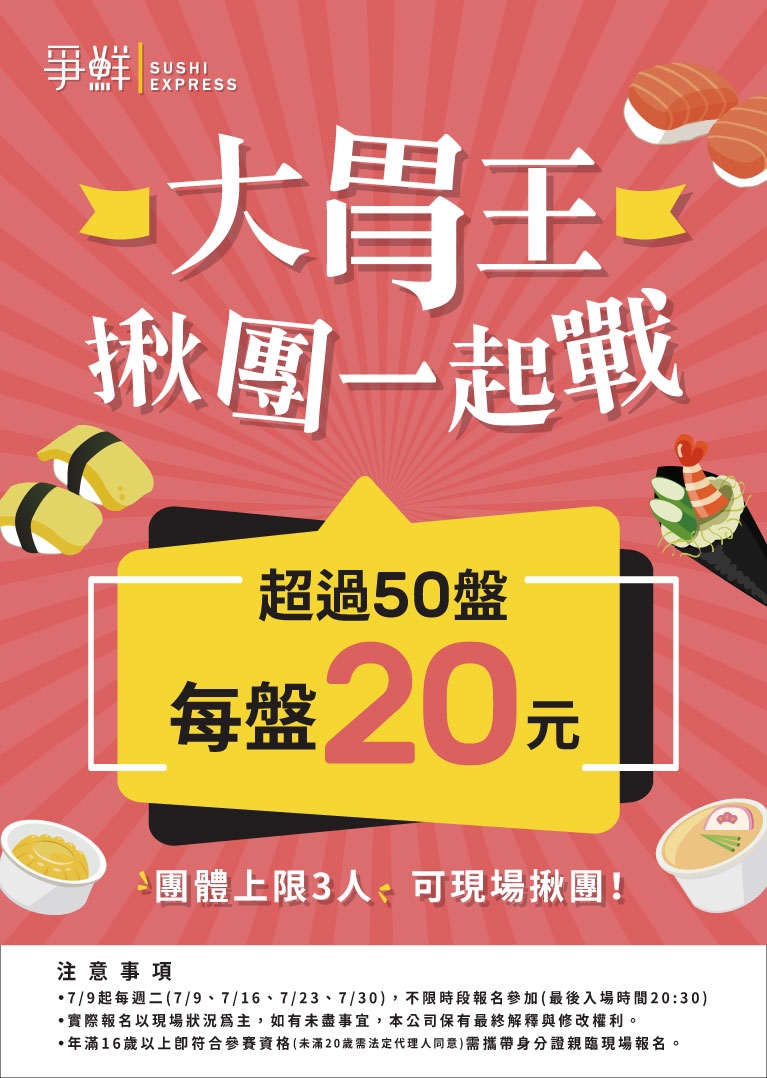 爭鮮 SUSHI EXPRESS
大胃王
揪團一起戰
超過50盤
每盤20元
團體上限3人、可現場揪團!
注意事項
•7/9起每週二(7/9、7/16、7/23、7/30)，不限時段報名參加(最後入場時間20:30)
•實際報名以現場狀況為主，如有未盡事宜，本公司保有最終解釋與修改權利。
•年滿16歲以上即符合參賽資格(未滿20歲需法定代理人同意)需攜帶身分證親臨現場報名。